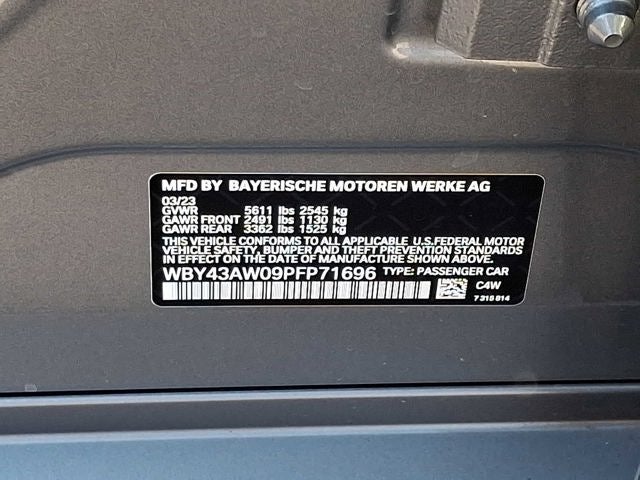 MFD BY BAYERISCHE MOTOREN WERKE AG
03/23
GVWR 5611 lbs 2545 kg
GAWR FRONT 2491 lbs 1130 kg
GAWR REAR 3362 lbs 1525 kg
THIS VEHICLE CONFORMS TO ALL APPLICABLE U.S.FEDERAL MOTOR
VEHICLE SAFETY, BUMPER AND THEFT PREVENTION STANDARDS
IN EFFECT ON THE DATE OF MANUFACTURE SHOWN ABOVE.
WBY43AW09PFP71696 TYPE: PASSENGER CAR
C4W
7 318 814